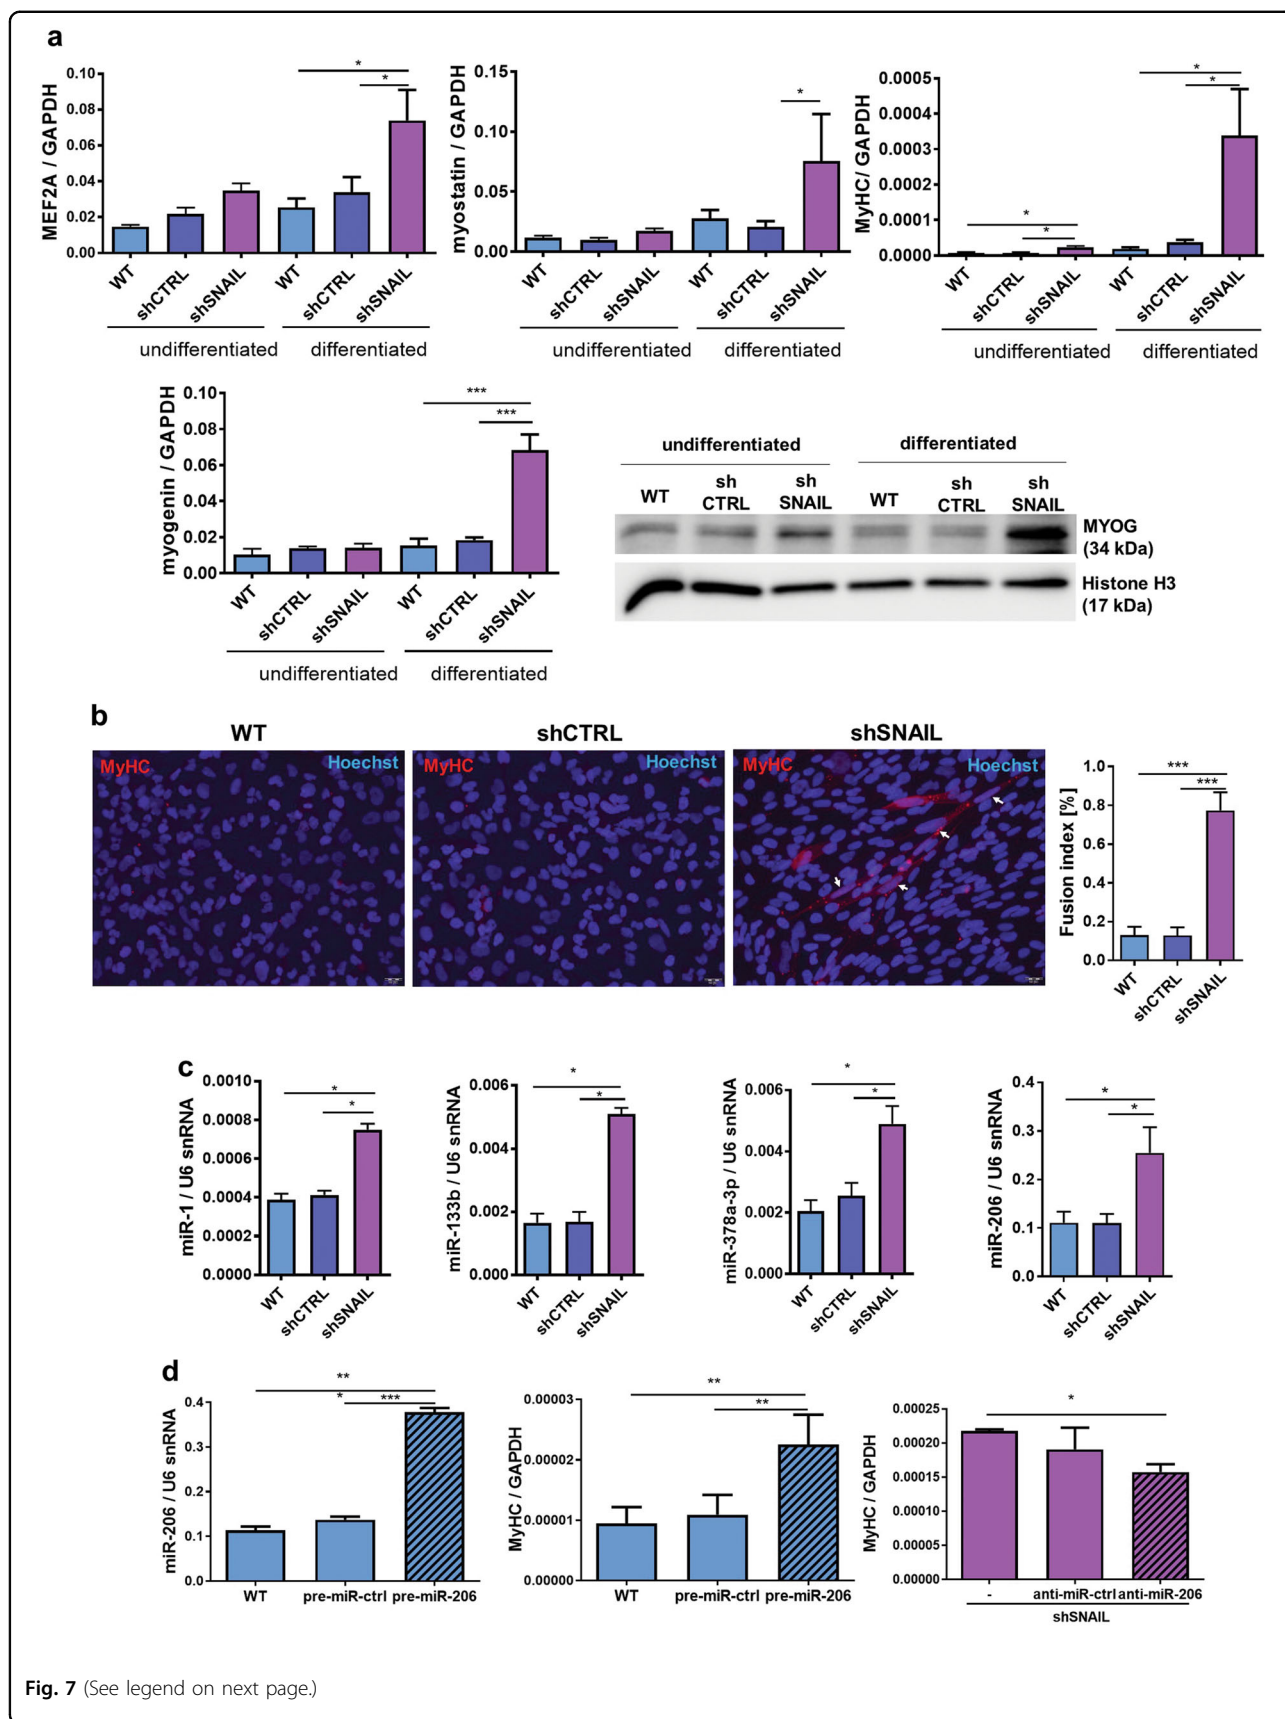 a
MEF2A / GAPDH
0.10
0.08
0.06
0.04
0.02
0.00
*
*
WT
shCTRL
shSNAIL
WT
shCTRL
shSNAIL
undifferentiated
differentiated
myostatin / GAPDH
0.15
0.10
0.05
0.00
*
WT
shCTRL
shSNAIL
WT
shCTRL
shSNAIL
undifferentiated
differentiated
MyHC/ GAPDH
0.0005
0.0004
0.0003
0.0002
0.0001
0.0000
*
*
*
*
WT
shCTRL
shSNAIL
WT
shCTRL
shSNAIL
undifferentiated
differentiated
myogenin / GAPDH
0.10
0.08
0.06
0.04
0.02
0.00
***
***
WT
shCTRL
shSNAIL
WT
shCTRL
shSNAIL
undifferentiated
differentiated
undifferentiated
differentiated
WT
sh
CTRL
sh
SNAIL
WT
sh
CTRL
sh
SNAIL
MYOG
(34 kDa)
Histone H3
(17 kDa)
b
WT
shCTRL
shSNAIL
MyHC
Hoechst
MyHC
Hoechst
MyHC
Hoechst
Fusion index [%]
1.0
0.8
0.6
0.4
0.2
0.0
***
***
WT
shCTRL
shSNAIL
c
miR-1 / U6 snRNA
0.0010
0.0008
0.0006
0.0004
0.0002
0.0000
*
*
WT
shCTRL
shSNAIL
miR-133b / U6 snRNA
0.006
0.004
0.002
0.000
*
*
WT
shCTRL
shSNAIL
miR-378a-3p / U6 snRNA
0.006
0.004
0.002
0.000
*
*
WT
shCTRL
shSNAIL
miR-206 / U6 snRNA
0.4
0.3
0.2
0.1
0.0
*
*
WT
shCTRL
shSNAIL
d
miR-206 / U6 snRNA
0.4
0.3
0.2
0.1
0.0
**
*
***
WT
pre-miR-ctrl
pre-miR-206
MyHC / GAPDH
0.00003
0.00002
0.00001
0.00000
**
**
WT
pre-miR-ctrl
pre-miR-206
MyHC / GAPDH
0.00025
0.00020
0.00015
0.00010
0.00005
0.00000
*
-
anti-miR-ctrl
anti-miR-206
shSNAIL
Fig. 7 (See legend on next page.)